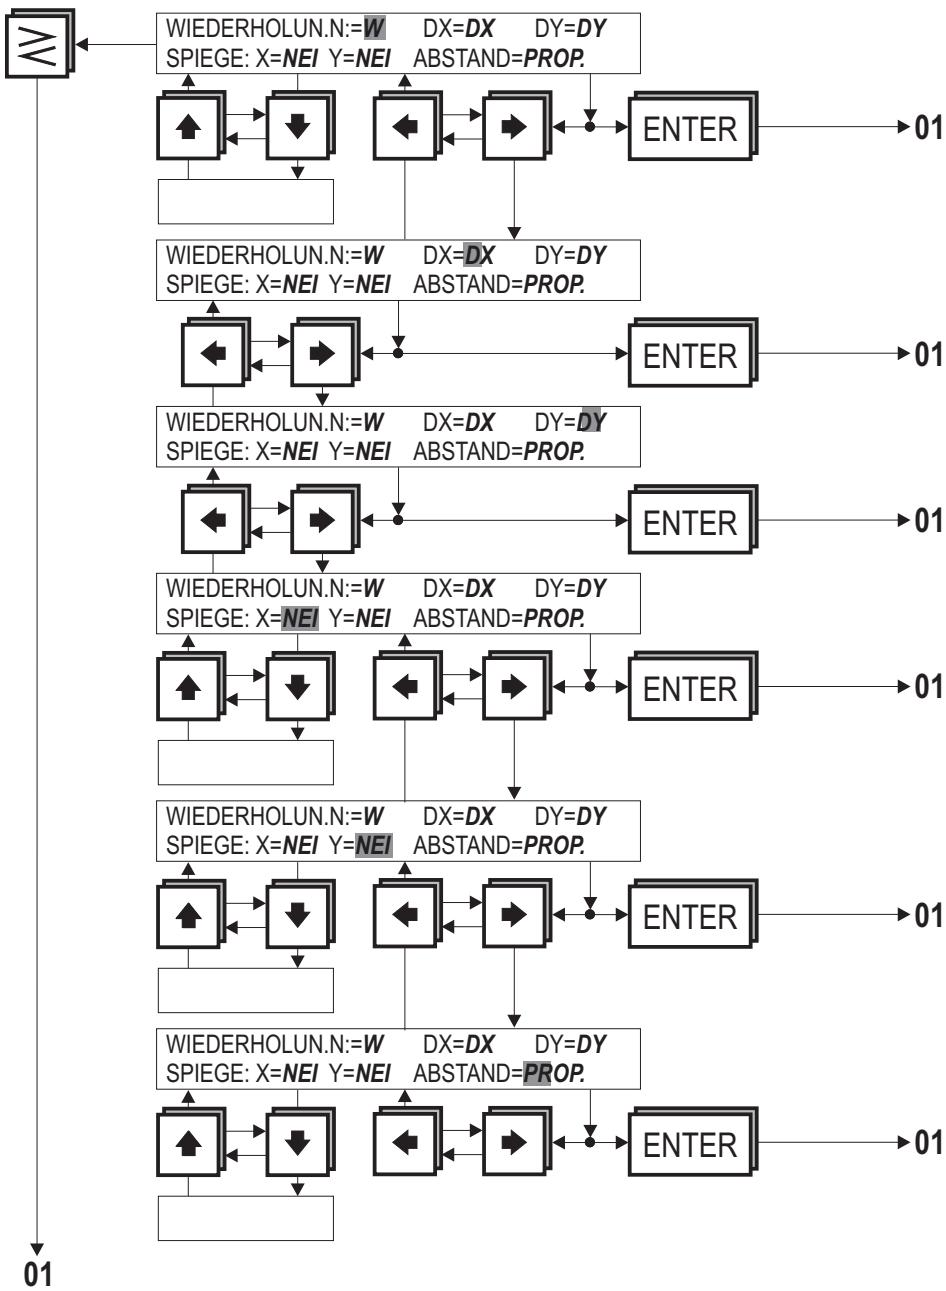 WIEDERHOLUN.N:=W DX=DX DY=DY
SPIEGE: X=NEI Y=NEI ABSTAND=PROP.
ENTER 01
WIEDERHOLUN.N:=W DX=DX DY=DY
SPIEGE: X=NEI Y=NEI ABSTAND=PROP.
ENTER 01
WIEDERHOLUN.N:=W DX=DX DY=DY
SPIEGE: X=NEI Y=NEI ABSTAND=PROP.
ENTER 01
WIEDERHOLUN.N:=W DX=DX DY=DY
SPIEGE: X=NEI Y=NEI ABSTAND=PROP.
ENTER 01
WIEDERHOLUN.N:=W DX=DX DY=DY
SPIEGE: X=NEI Y=NEI ABSTAND=PROP.
ENTER 01
WIEDERHOLUN.N:=W DX=DX DY=DY
SPIEGE: X=NEI Y=NEI ABSTAND=PROP.
ENTER 01
01